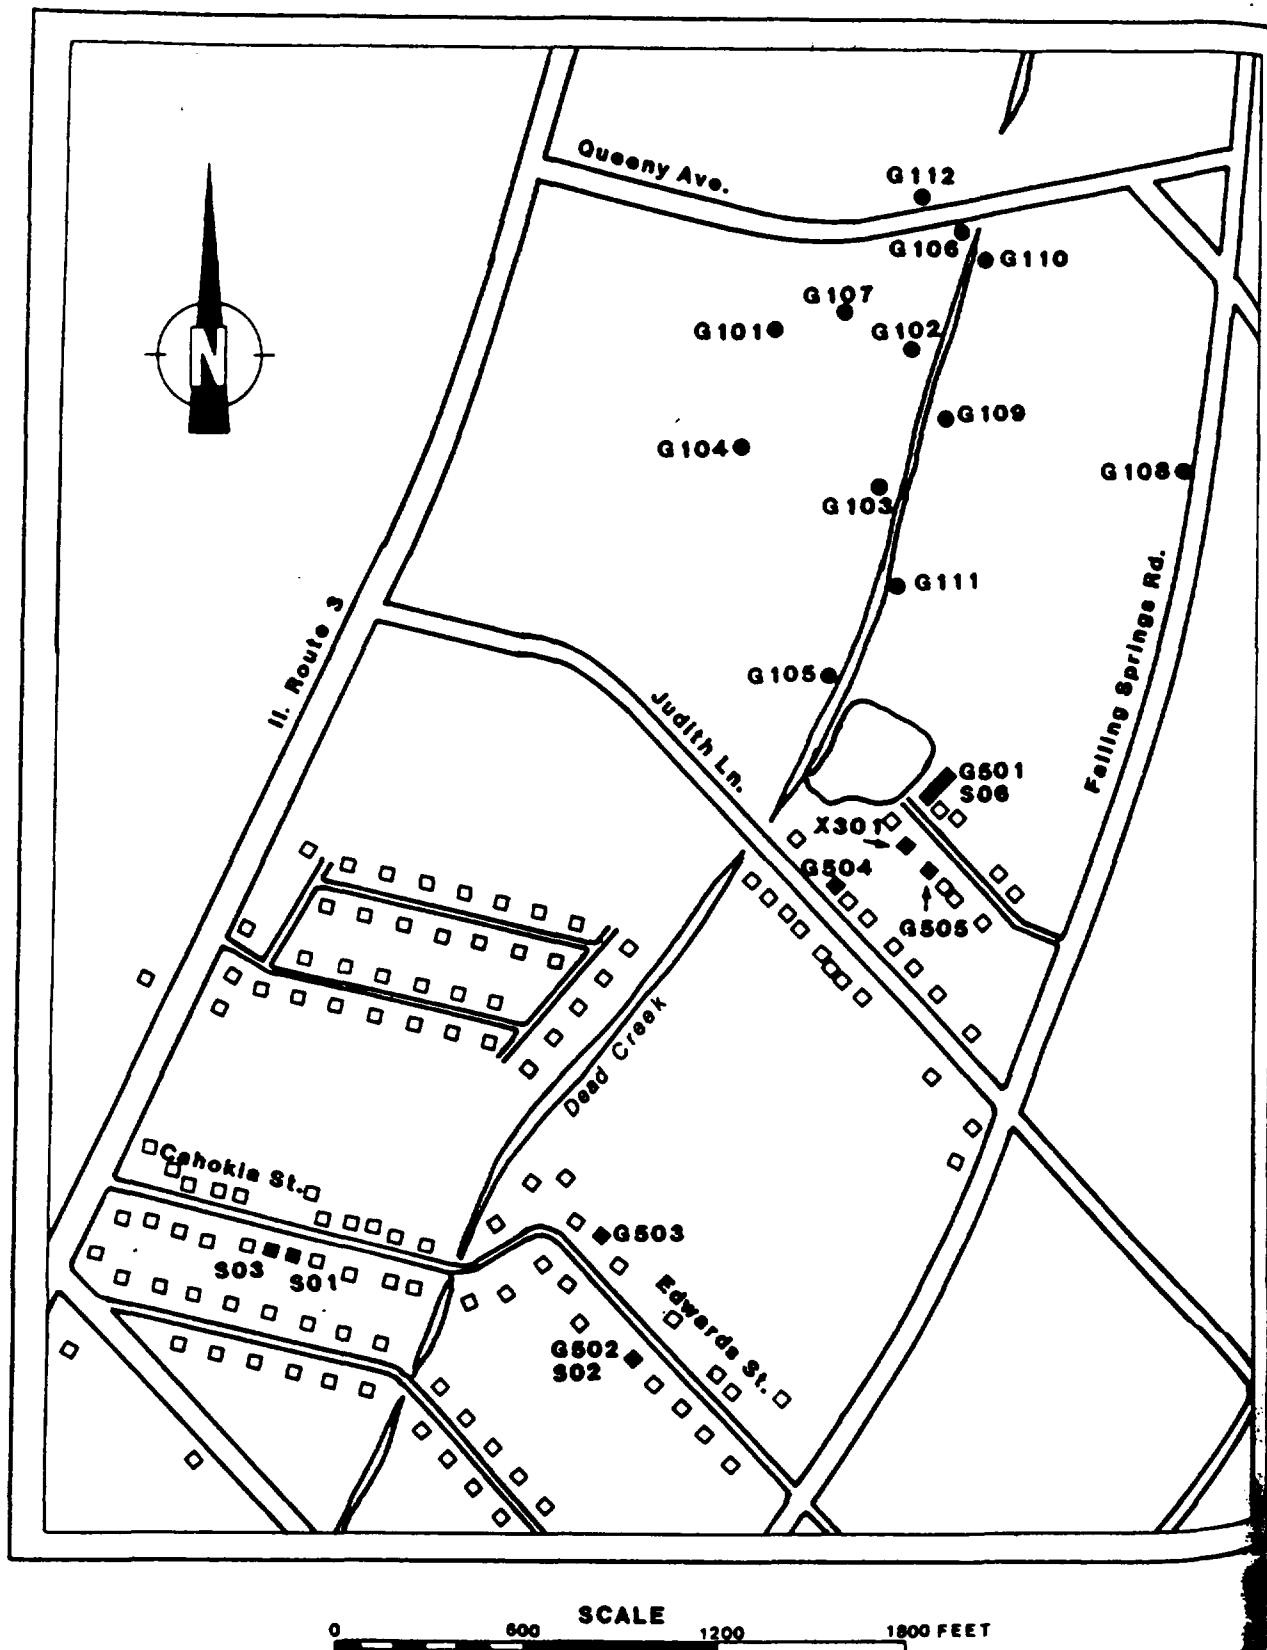 Queeny Ave.
G112
G106
G110
G107
G101
G102
N
G109
G104
G108
G103
G111
Il. Route 3
Falling Springs Rd.
G105
Judith Ln.
G501
S06
X301
G504
G505
Dead Creek
Cahokia St.
G503
S03
S01
Edwards St.
G502
S02
SCALE
0 600 1200 1800 FEET